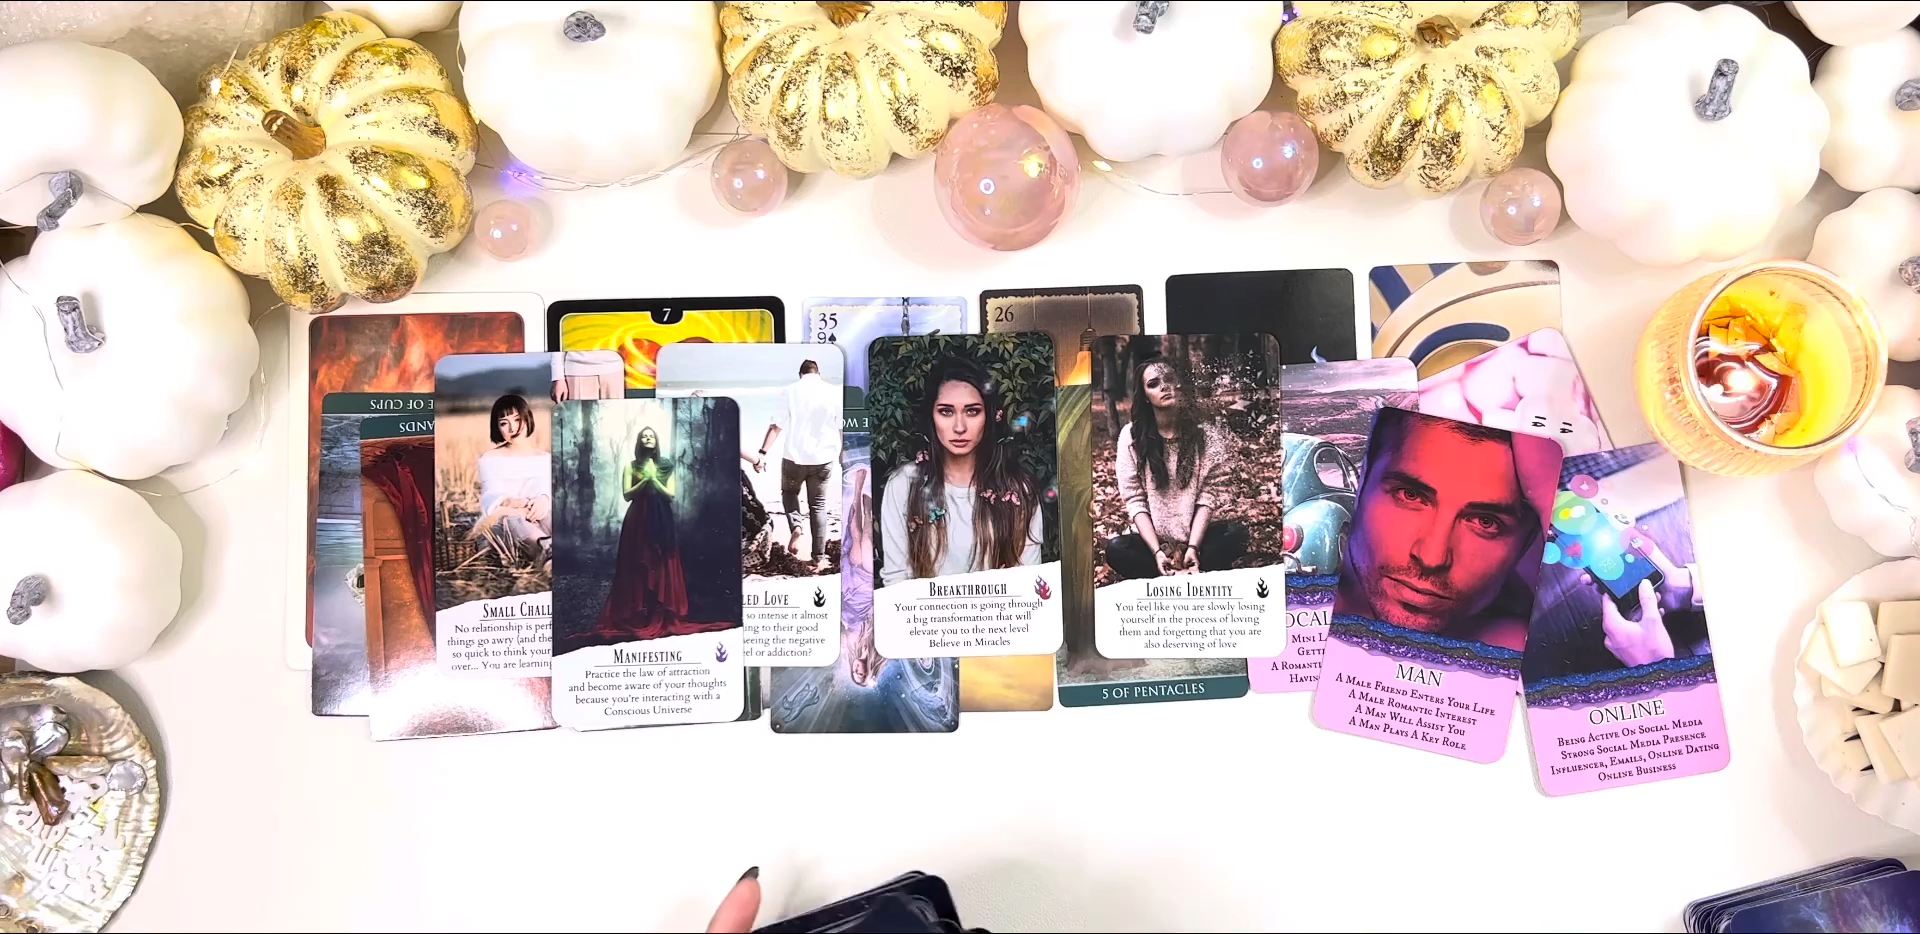 7
35
9♠
26
OF CUPS
ANDS
SMALL CHALL
No relationship is perf
things go awry (and the
so quick to think your
over... You are learning
MANIFESTING
Practice the law of attraction
and become aware of your thoughts
because you're interacting with a
Conscious Universe
LED LOVE
so intense it almost
ing to their good
seeing the negative
el or addiction?
BREAKTHROUGH
Your connection is going through
a big transformation that will
elevate you to the next level
Believe in Miracles
LOSING IDENTITY
You feel like you are slowly losing
yourself in the process of loving
them and forgetting that you are
also deserving of love
5 OF PENTACLES
OCAL
MINI L
GETT
A ROMANTI
HAVIN
MAN
A MALE FRIEND ENTERS YOUR LIFE
A MALE ROMANTIC INTEREST
A MAN WILL ASSIST YOU
A MAN PLAYS A KEY ROLE
ONLINE
BEING ACTIVE ON SOCIAL MEDIA
STRONG SOCIAL MEDIA PRESENCE
INFLUENCER, EMAILS, ONLINE DATING
ONLINE BUSINESS